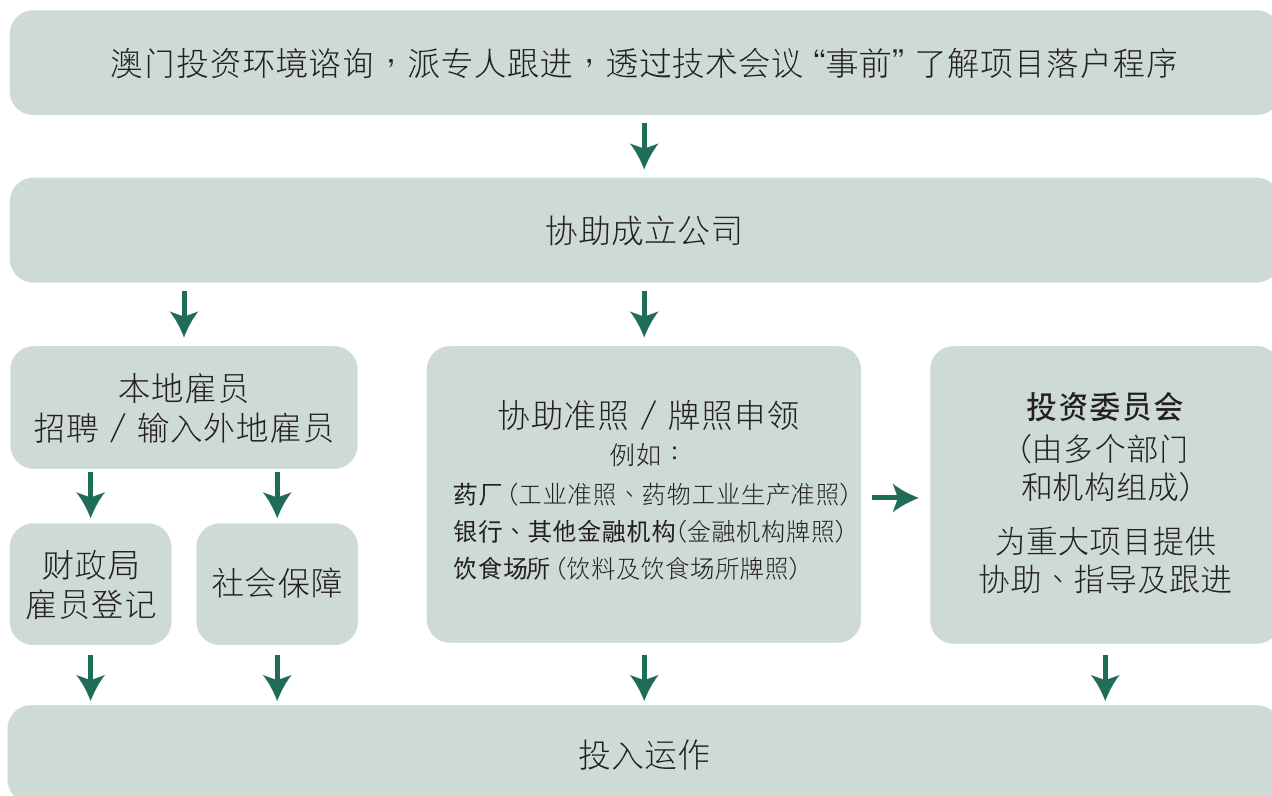 澳门投资环境谘询，派专人跟进，透过技术会议 “事前” 了解项目落户程序
协助成立公司
本地雇员
招聘 / 输入外地雇员
财政局
雇员登记
社会保障
协助准照 / 牌照申领
例如：
药厂 (工业准照、药物工业生产准照)
银行、其他金融机构(金融机构牌照)
饮食场所 (饮料及饮食场所牌照)
投资委员会
(由多个部门
和机构组成)
为重大项目提供
协助、指导及跟进
投入运作